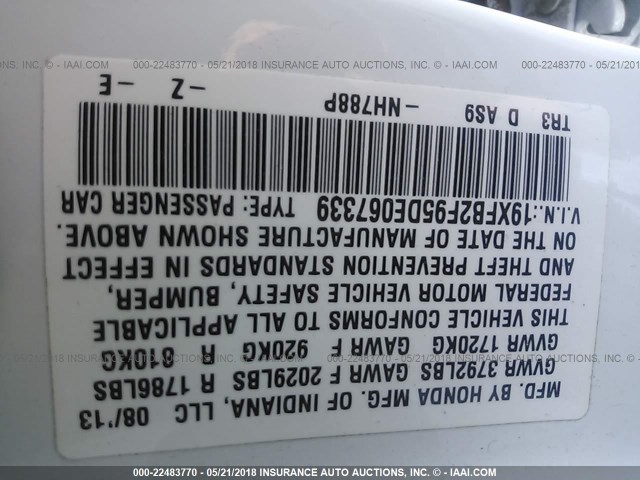 000-22483770 - 05/21/2018 INSURANCE AUTO AUCTIONS, INC. - IAAI.COM
MFD. BY HONDA MFG. OF INDIANA, LLC 08/'13
GVWR 3792LBS GAWR F 2029LBS R 1786LBS
GVWR 1720KG GAWR F 920KG R 810KG
THIS VEHICLE CONFORMS TO ALL APPLICABLE
FEDERAL MOTOR VEHICLE SAFETY, BUMPER,
AND THEFT PREVENTION STANDARDS IN EFFECT
ON THE DATE OF MANUFACTURE SHOWN ABOVE.
V.I.N.:19XFB2F95DE067339 TYPE: PASSENGER CAR
TR3 D AS9 -NH788P -Z -E
000-22483770 - 05/21/2018 INSURANCE AUTO AUCTIONS, INC. - IAAI.COM